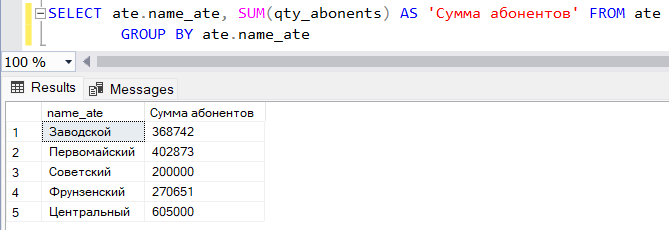 SELECT ate.name_ate, SUM(qty_abonents) AS 'Сумма абонентов' FROM ate
GROUP BY ate.name_ate
100 %
Results Messages
name_ate Сумма абонентов
1 Заводской 368742
2 Первомайский 402873
3 Советский 200000
4 Фрунзенский 270651
5 Центральный 605000